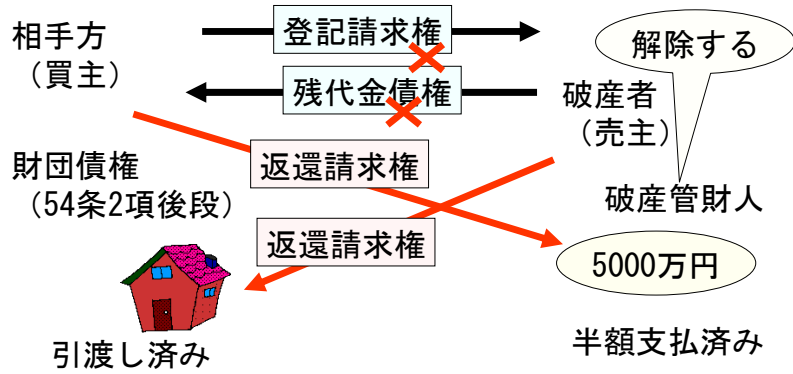 登記請求権
相手方
（買主）
解除する
残代金債権
破産者
（売主）
財団債権
（54条2項後段）
返還請求権
破産管財人
返還請求権
5000万円
引渡し済み
半額支払済み